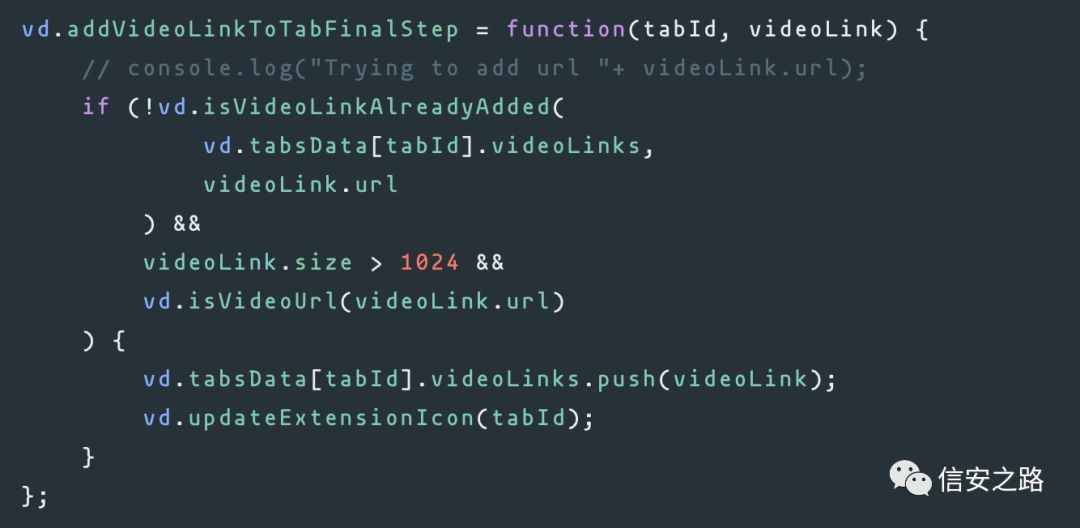 vd.addVideoLinkToTabFinalStep = function(tabId, videoLink) {
    // console.log("Trying to add url "+ videoLink.url);
    if (!vd.isVideoLinkAlreadyAdded(
            vd.tabsData[tabId].videoLinks,
            videoLink.url
        ) &&
        videoLink.size > 1024 &&
        vd.isVideoUrl(videoLink.url)
    ) {
        vd.tabsData[tabId].videoLinks.push(videoLink);
        vd.updateExtensionIcon(tabId);
    }
};
信安之路